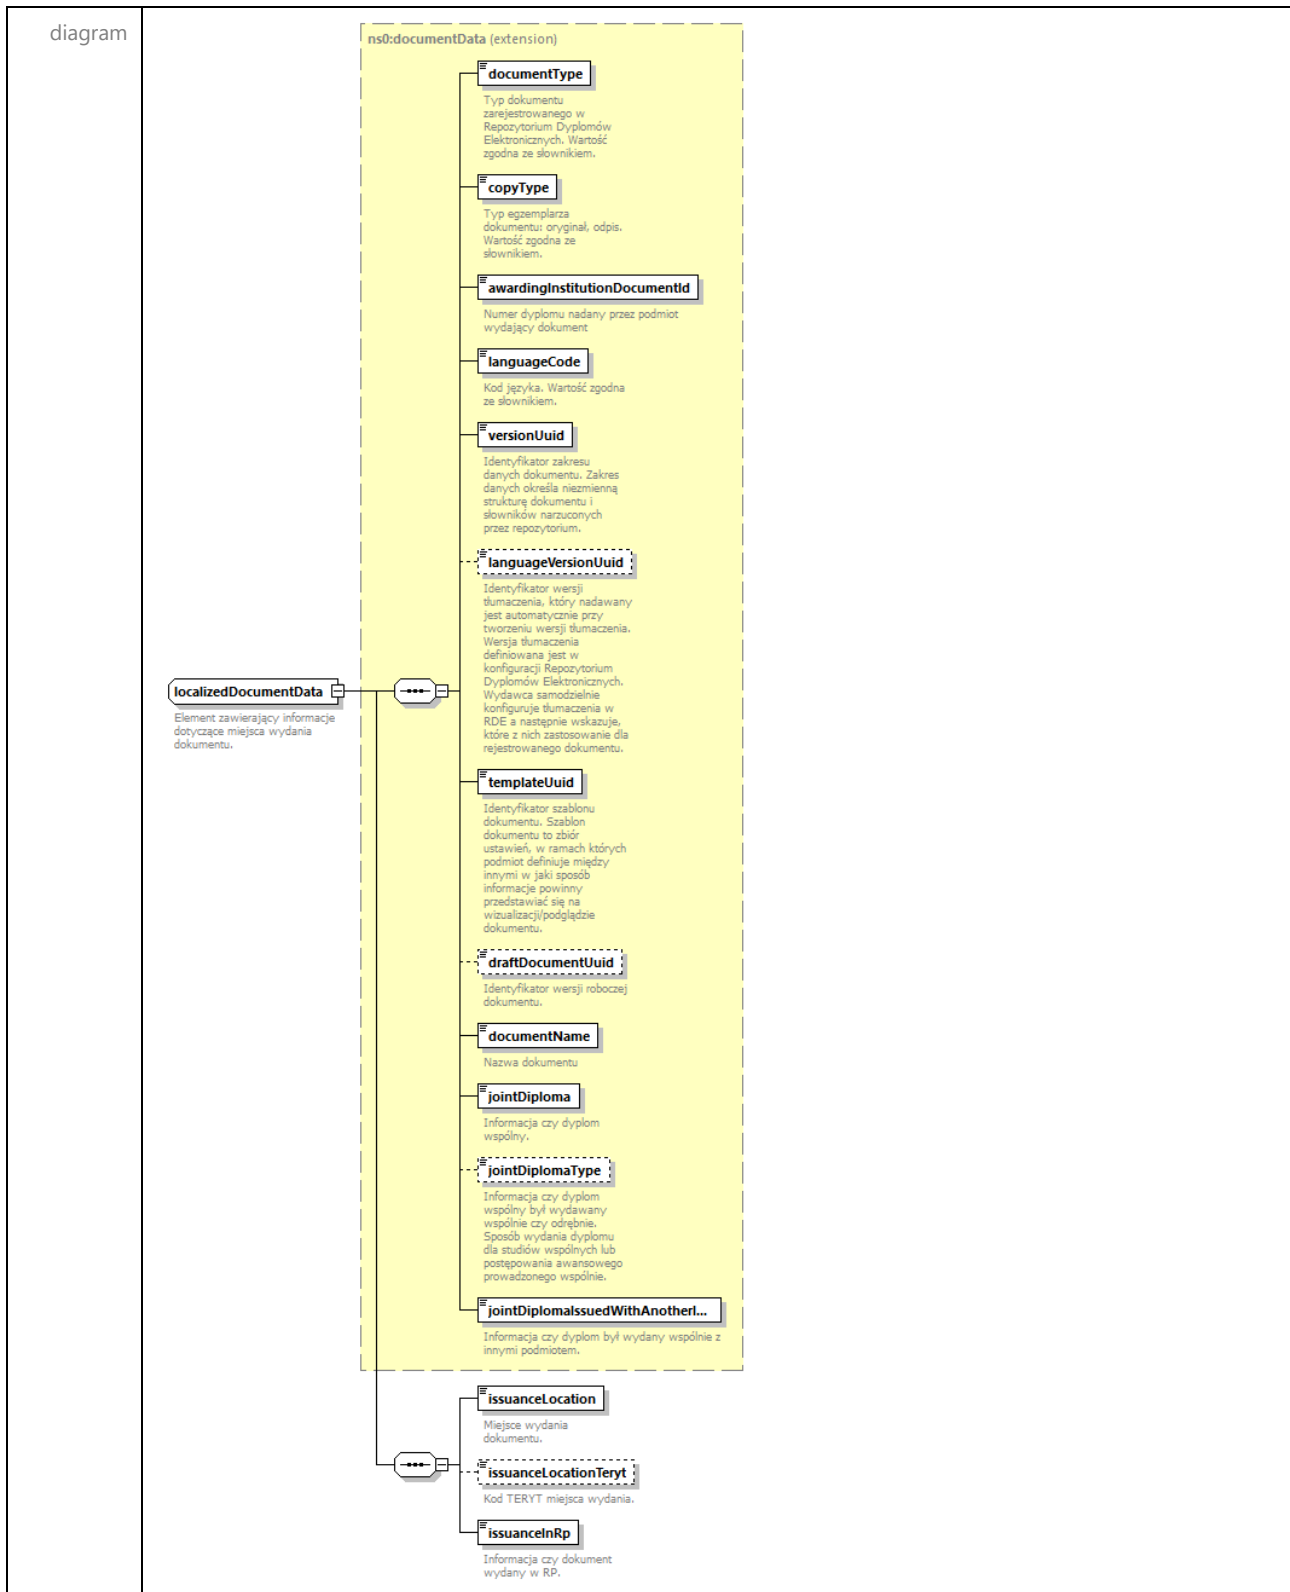 diagram
ns0:documentData (extension)
documentType
Typ dokumentu
zarejestrowanego w
Repozytorium Dyplomów
Elektronicznych. Wartość
zgodna ze słownikiem.
copyType
Typ egzemplarza
dokumentu: oryginał, odpis.
Wartość zgodna ze
słownikiem.
awardingInstitutionDocumentId
Numer dyplomu nadany przez podmiot
wydający dokument
languageCode
Kod języka. Wartość zgodna
ze słownikiem.
versionUuid
Identyfikator zakresu
danych dokumentu. Zakres
danych określa niezmienną
strukturę dokumentu i
słowników narzuconych
przez repozytorium.
languageVersionUuid
Identyfikator wersji
tłumaczenia, który nadawany
jest automatycznie przy
tworzeniu wersji tłumaczenia.
Wersja tłumaczenia
definiowana jest w
konfiguracji Repozytorium
Dyplomów Elektronicznych.
Wydawca samodzielnie
konfiguruje tłumaczenia w
RDE a następnie wskazuje,
które z nich zastosowanie dla
rejestrowanego dokumentu.
localizedDocumentData
Element zawierający informacje
dotyczące miejsca wydania
dokumentu.
templateUuid
Identyfikator szablonu
dokumentu. Szablon
dokumentu to zbiór
ustawień, w ramach których
podmiot definiuje między
innymi w jaki sposób
informacje powinny
przedstawiać się na
wizualizacji/podglądzie
dokumentu.
draftDocumentUuid
Identyfikator wersji roboczej
dokumentu.
documentName
Nazwa dokumentu
jointDiploma
Informacja czy dyplom
wspólny.
jointDiplomaType
Informacja czy dyplom
wspólny był wydawany
wspólnie czy odrębnie.
Sposób wydania dyplomu
dla studiów wspólnych lub
postępowania awansowego
prowadzonego wspólnie.
jointDiplomaIssuedWithAnotherI...
Informacja czy dyplom był wydany wspólnie z
innymi podmiotem.
issuanceLocation
Miejsce wydania
dokumentu.
issuanceLocationTeryt
Kod TERYT miejsca wydania.
issuanceInRp
Informacja czy dokument
wydany w RP.